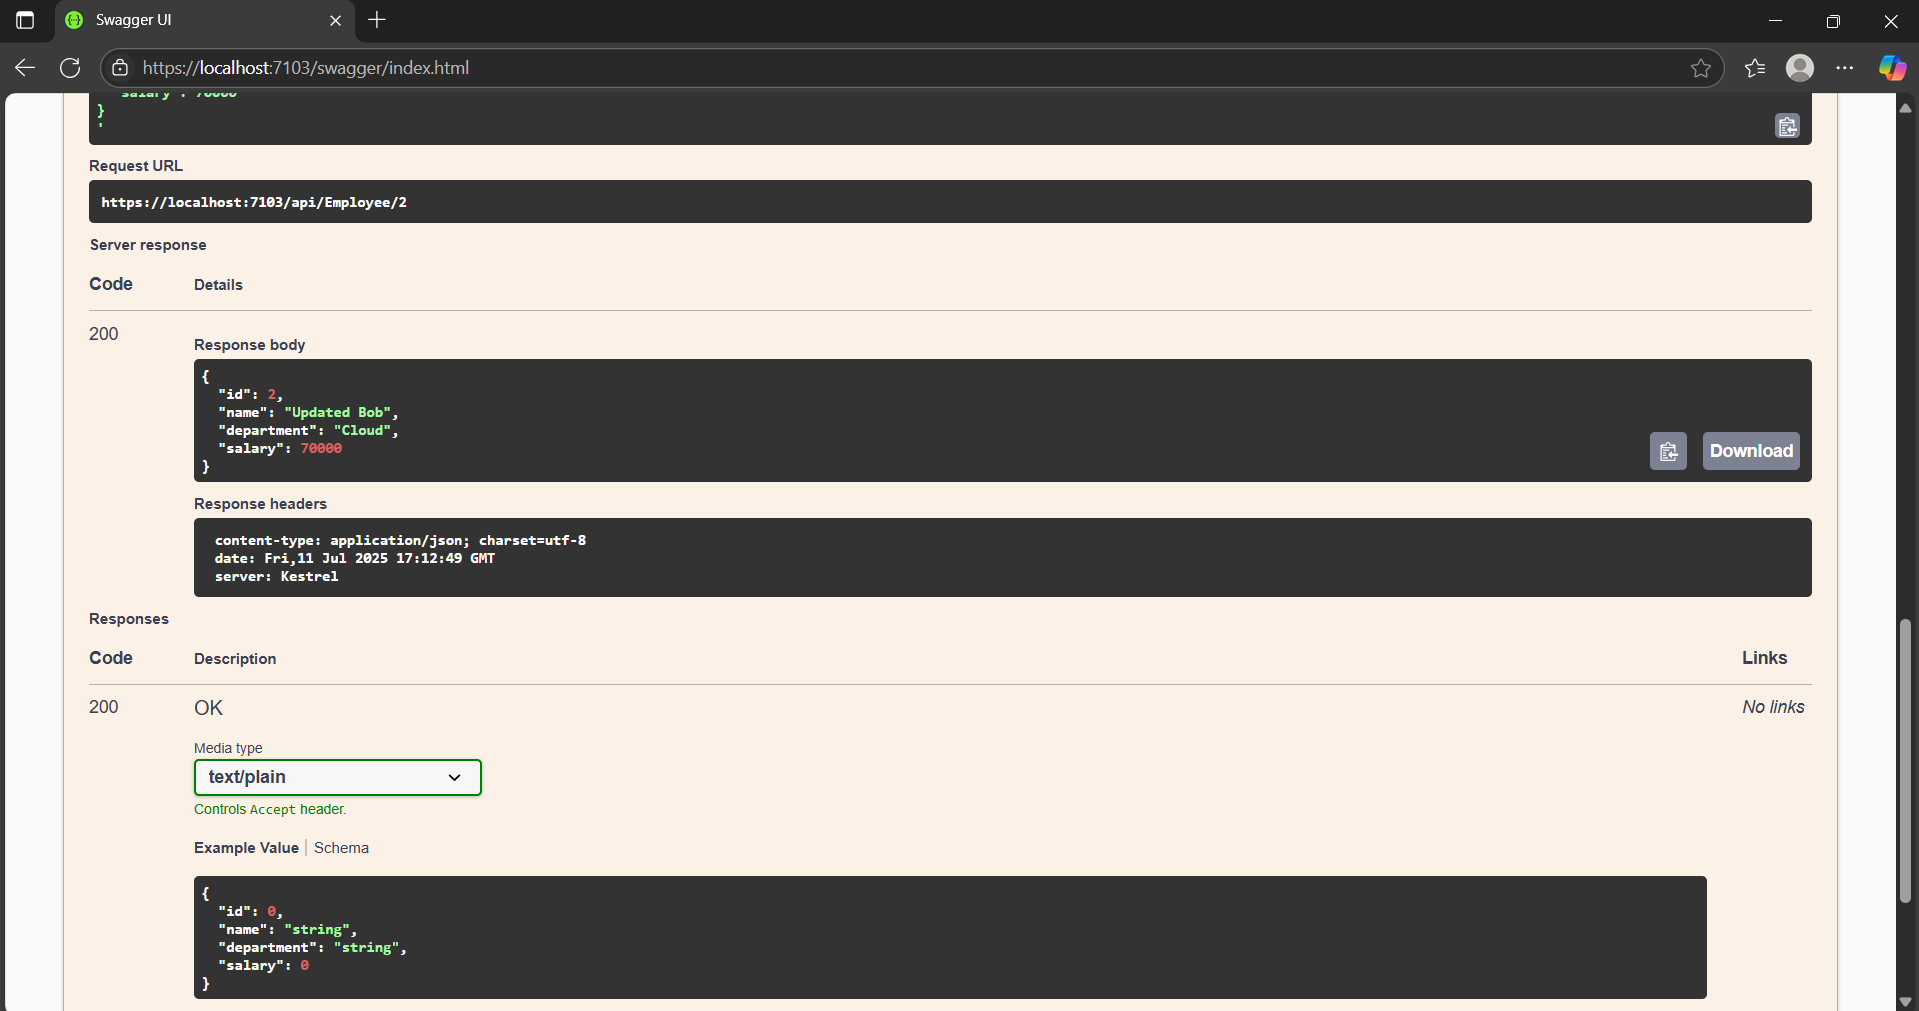 Swagger UI
https://localhost:7103/swagger/index.html
"salary": 70000
}
'
Request URL
https://localhost:7103/api/Employee/2
Server response
Code Details
200
Response body
{
"id": 2,
"name": "Updated Bob",
"department": "Cloud",
"salary": 70000
}
Download
Response headers
content-type: application/json; charset=utf-8
date: Fri,11 Jul 2025 17:12:49 GMT
server: Kestrel
Responses
Code Description Links
200 OK No links
Media type
text/plain
Controls Accept header.
Example Value | Schema
{
"id": 0,
"name": "string",
"department": "string",
"salary": 0
}